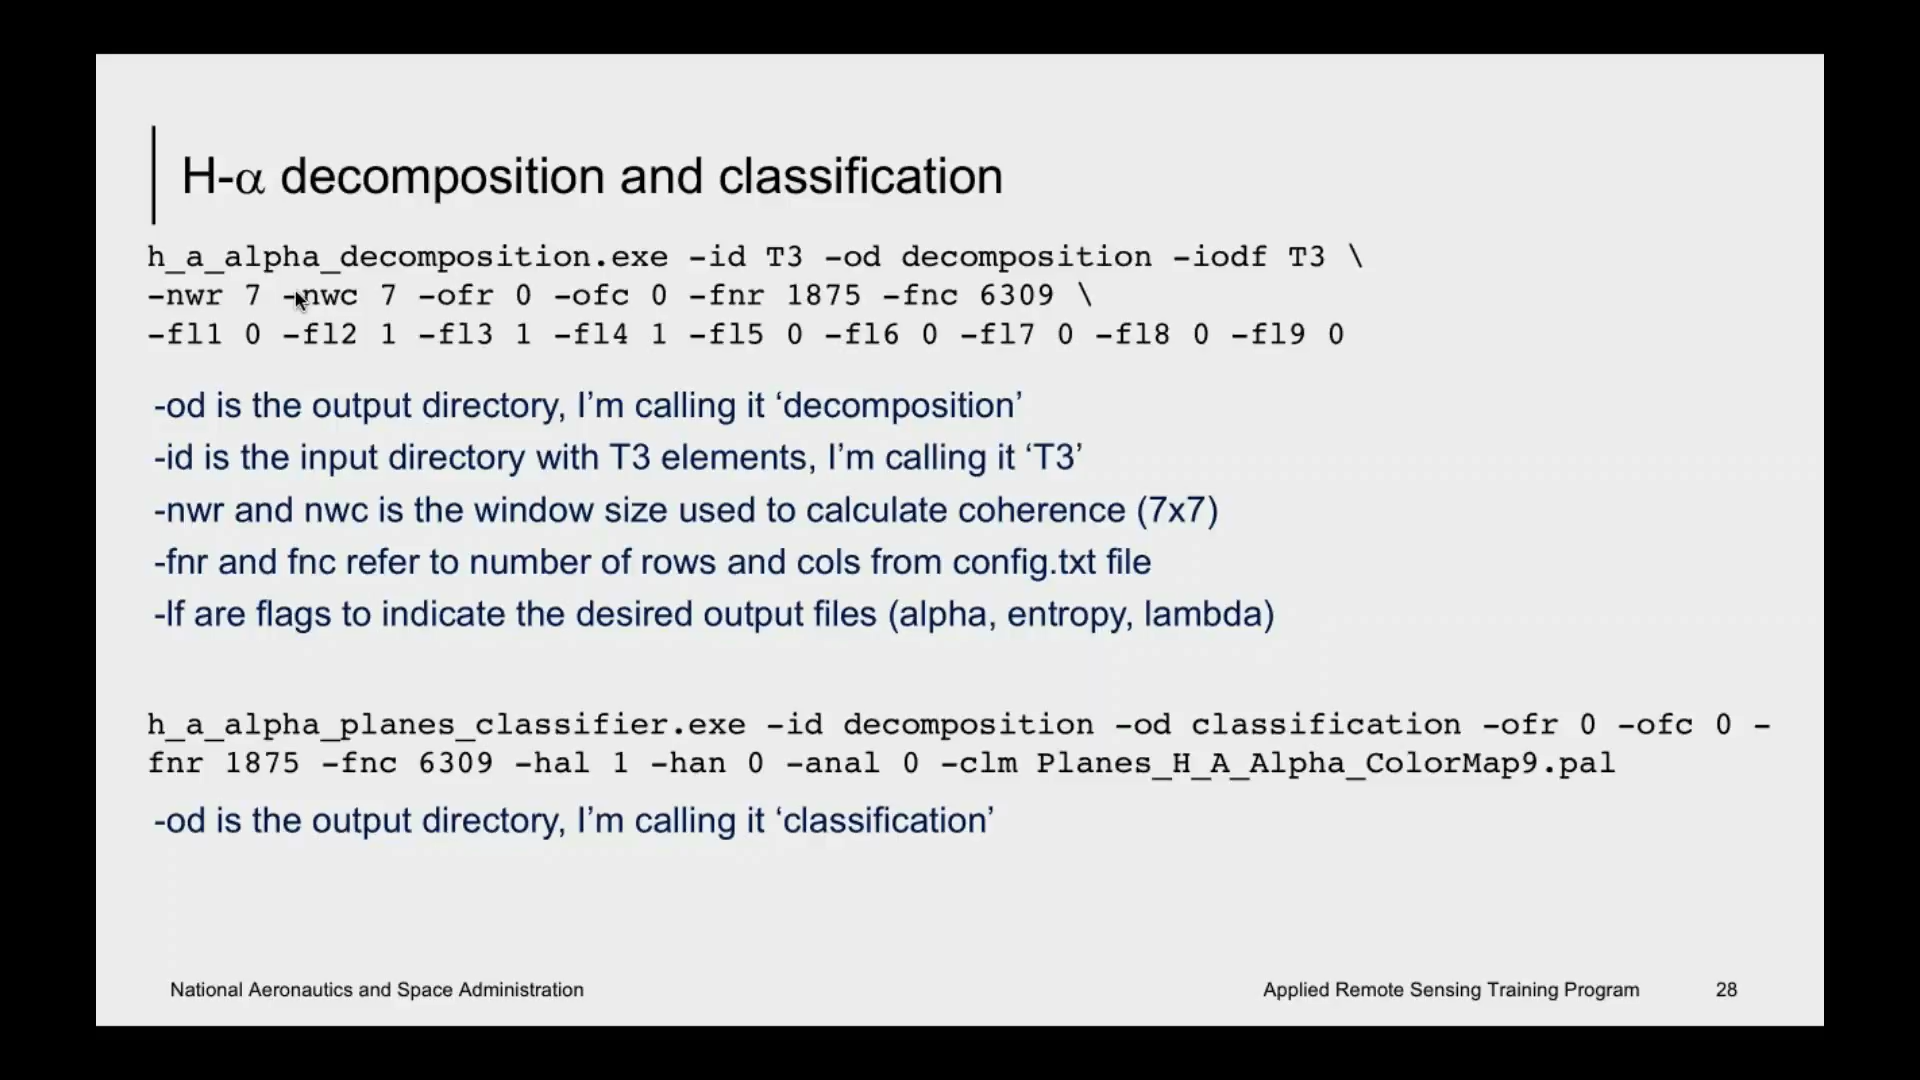 H-α decomposition and classification
h_a_alpha_decomposition.exe -id T3 -od decomposition -iodf T3 \
-nwr 7 -nwc 7 -ofr 0 -ofc 0 -fnr 1875 -fnc 6309 \
-fl1 0 -fl2 1 -fl3 1 -fl4 1 -fl5 0 -fl6 0 -fl7 0 -fl8 0 -fl9 0
-od is the output directory, I’m calling it ‘decomposition’
-id is the input directory with T3 elements, I’m calling it ‘T3’
-nwr and nwc is the window size used to calculate coherence (7x7)
-fnr and fnc refer to number of rows and cols from config.txt file
-lf are flags to indicate the desired output files (alpha, entropy, lambda)
h_a_alpha_planes_classifier.exe -id decomposition -od classification -ofr 0 -ofc 0 -
fnr 1875 -fnc 6309 -hal 1 -han 0 -anal 0 -clm Planes_H_A_Alpha_ColorMap9.pal
-od is the output directory, I’m calling it ‘classification’
National Aeronautics and Space Administration
Applied Remote Sensing Training Program 28